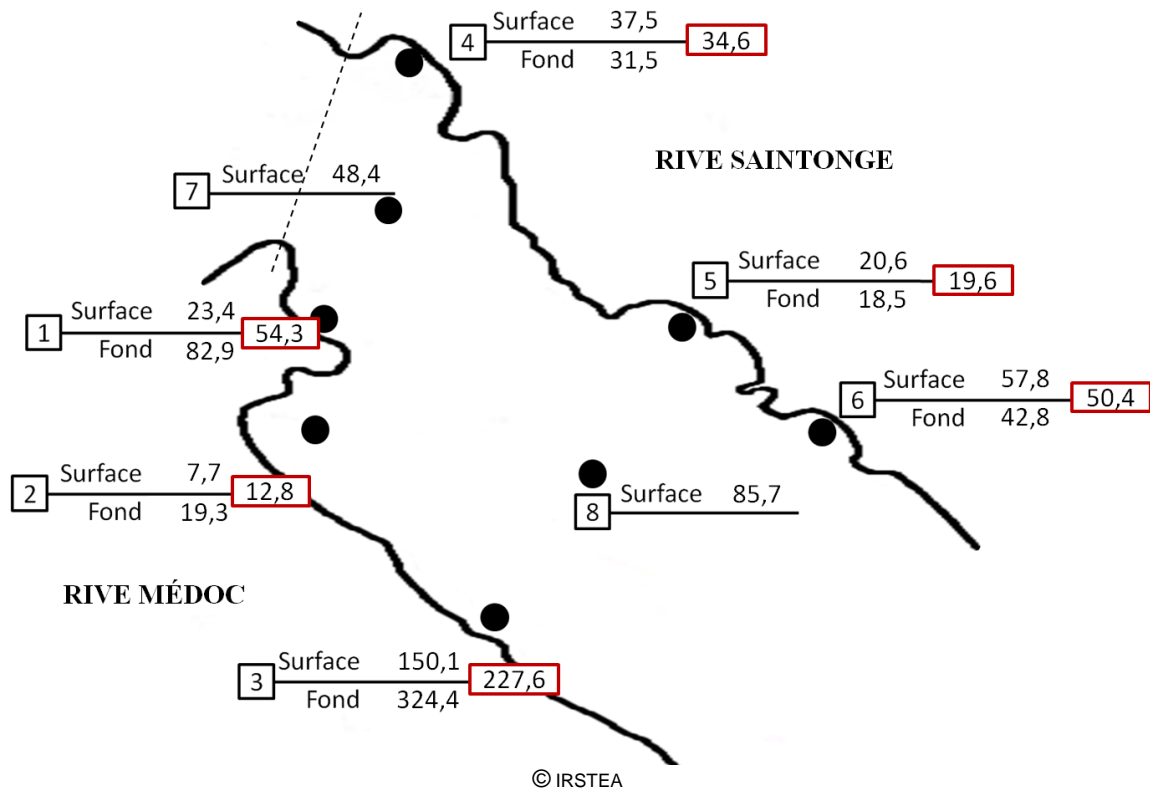 4 Surface 37,5 34,6
Fond 31,5
RIVE SAINTONGE
7 Surface 48,4
5 Surface 20,6 19,6
Fond 18,5
1 Surface 23,4 54,3
Fond 82,9
6 Surface 57,8 50,4
Fond 42,8
2 Surface 7,7 12,8
Fond 19,3
8 Surface 85,7
RIVE MÉDOC
3 Surface 150,1 227,6
Fond 324,4
© IRSTEA